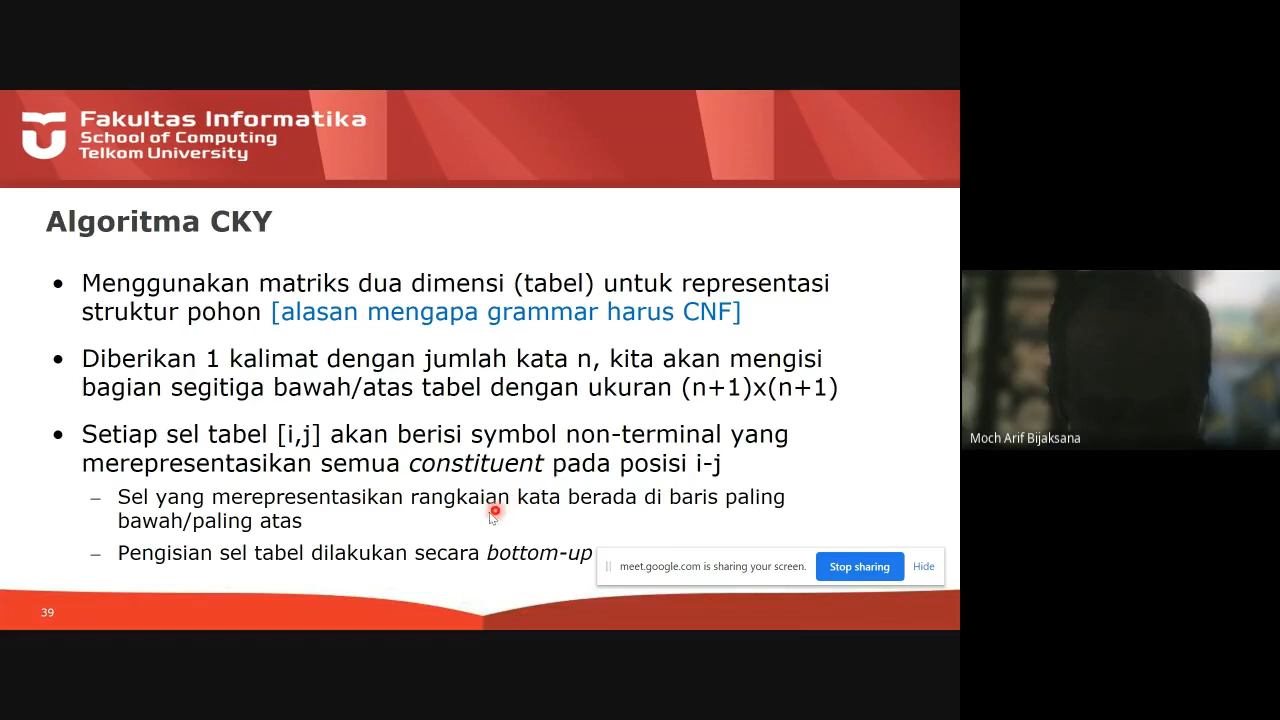 Fakultas Informatika
School of Computing
Telkom University
Algoritma CKY
• Menggunakan matriks dua dimensi (tabel) untuk representasi
struktur pohon [alasan mengapa grammar harus CNF]
• Diberikan 1 kalimat dengan jumlah kata n, kita akan mengisi
bagian segitiga bawah/atas tabel dengan ukuran (n+1)x(n+1)
• Setiap sel tabel [i,j] akan berisi symbol non-terminal yang
merepresentasikan semua constituent pada posisi i-j
– Sel yang merepresentasikan rangkaian kata berada di baris paling
bawah/paling atas
– Pengisian sel tabel dilakukan secara bottom-up
meet.google.com is sharing your screen.
Stop sharing
Hide
39
Moch Arif Bijaksana